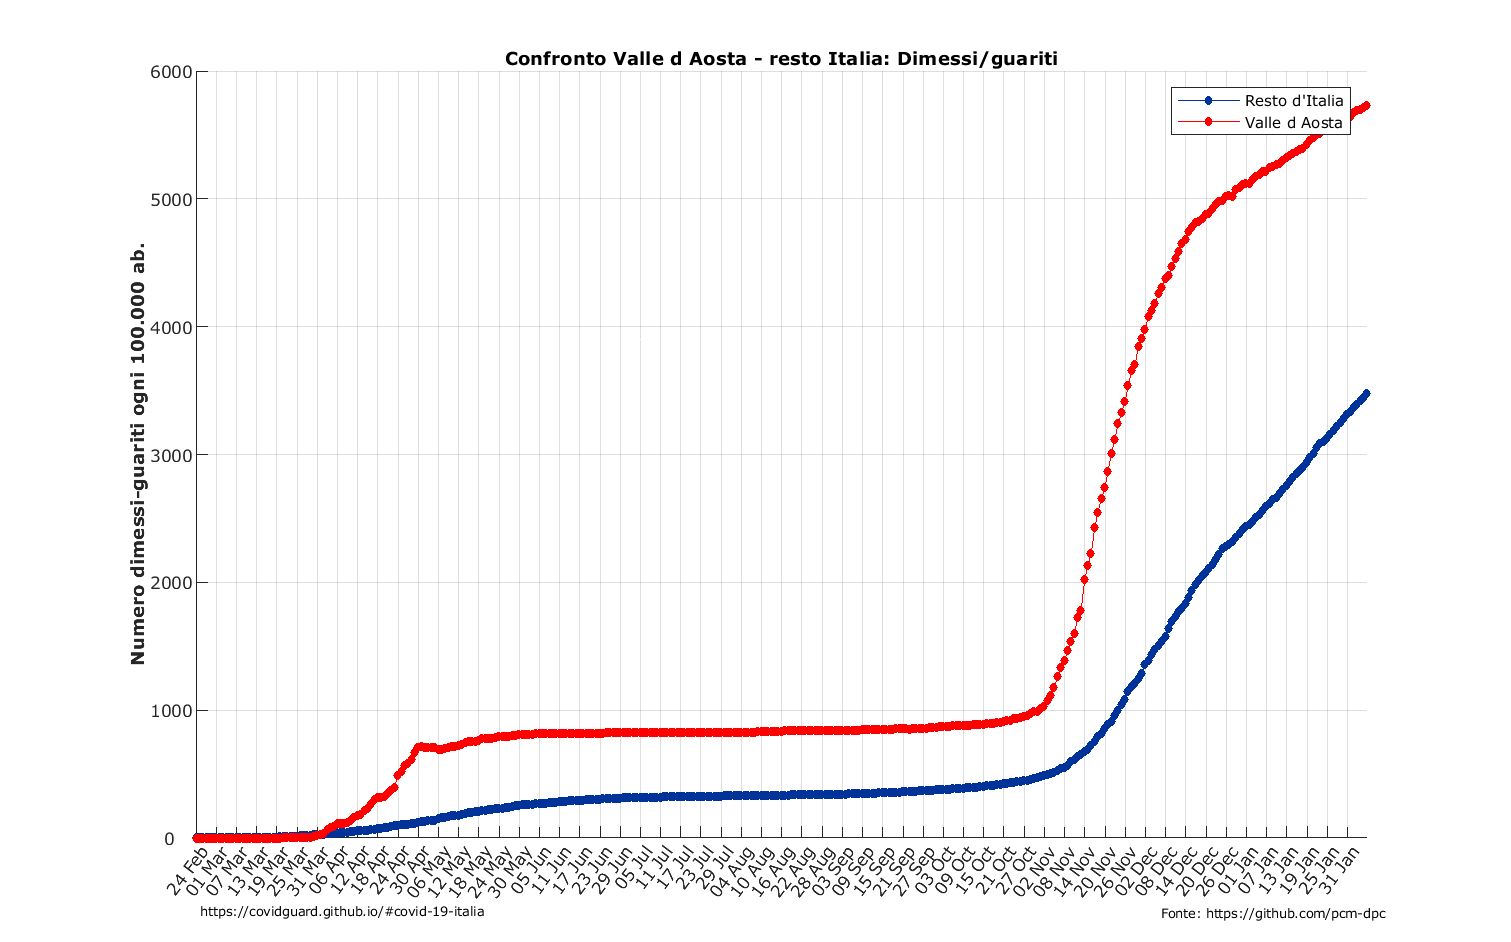 Confronto Valle d Aosta - resto Italia: Dimessi/guariti
Resto d'Italia
Valle d Aosta
Numero dimessi-guariti ogni 100.000 ab.
6000
5000
4000
3000
2000
1000
0
24 Feb
01 Mar
07 Mar
13 Mar
19 Mar
25 Mar
31 Mar
06 Apr
12 Apr
18 Apr
24 Apr
30 Apr
06 May
12 May
18 May
24 May
30 May
05 Jun
11 Jun
17 Jun
23 Jun
29 Jun
05 Jul
11 Jul
17 Jul
23 Jul
29 Jul
04 Aug
10 Aug
16 Aug
22 Aug
28 Aug
03 Sep
09 Sep
15 Sep
21 Sep
27 Sep
03 Oct
09 Oct
15 Oct
21 Oct
27 Oct
02 Nov
08 Nov
14 Nov
20 Nov
26 Nov
02 Dec
08 Dec
14 Dec
20 Dec
26 Dec
01 Jan
07 Jan
13 Jan
19 Jan
25 Jan
31 Jan
https://covidguard.github.io/#covid-19-italia
Fonte: https://github.com/pcm-dpc